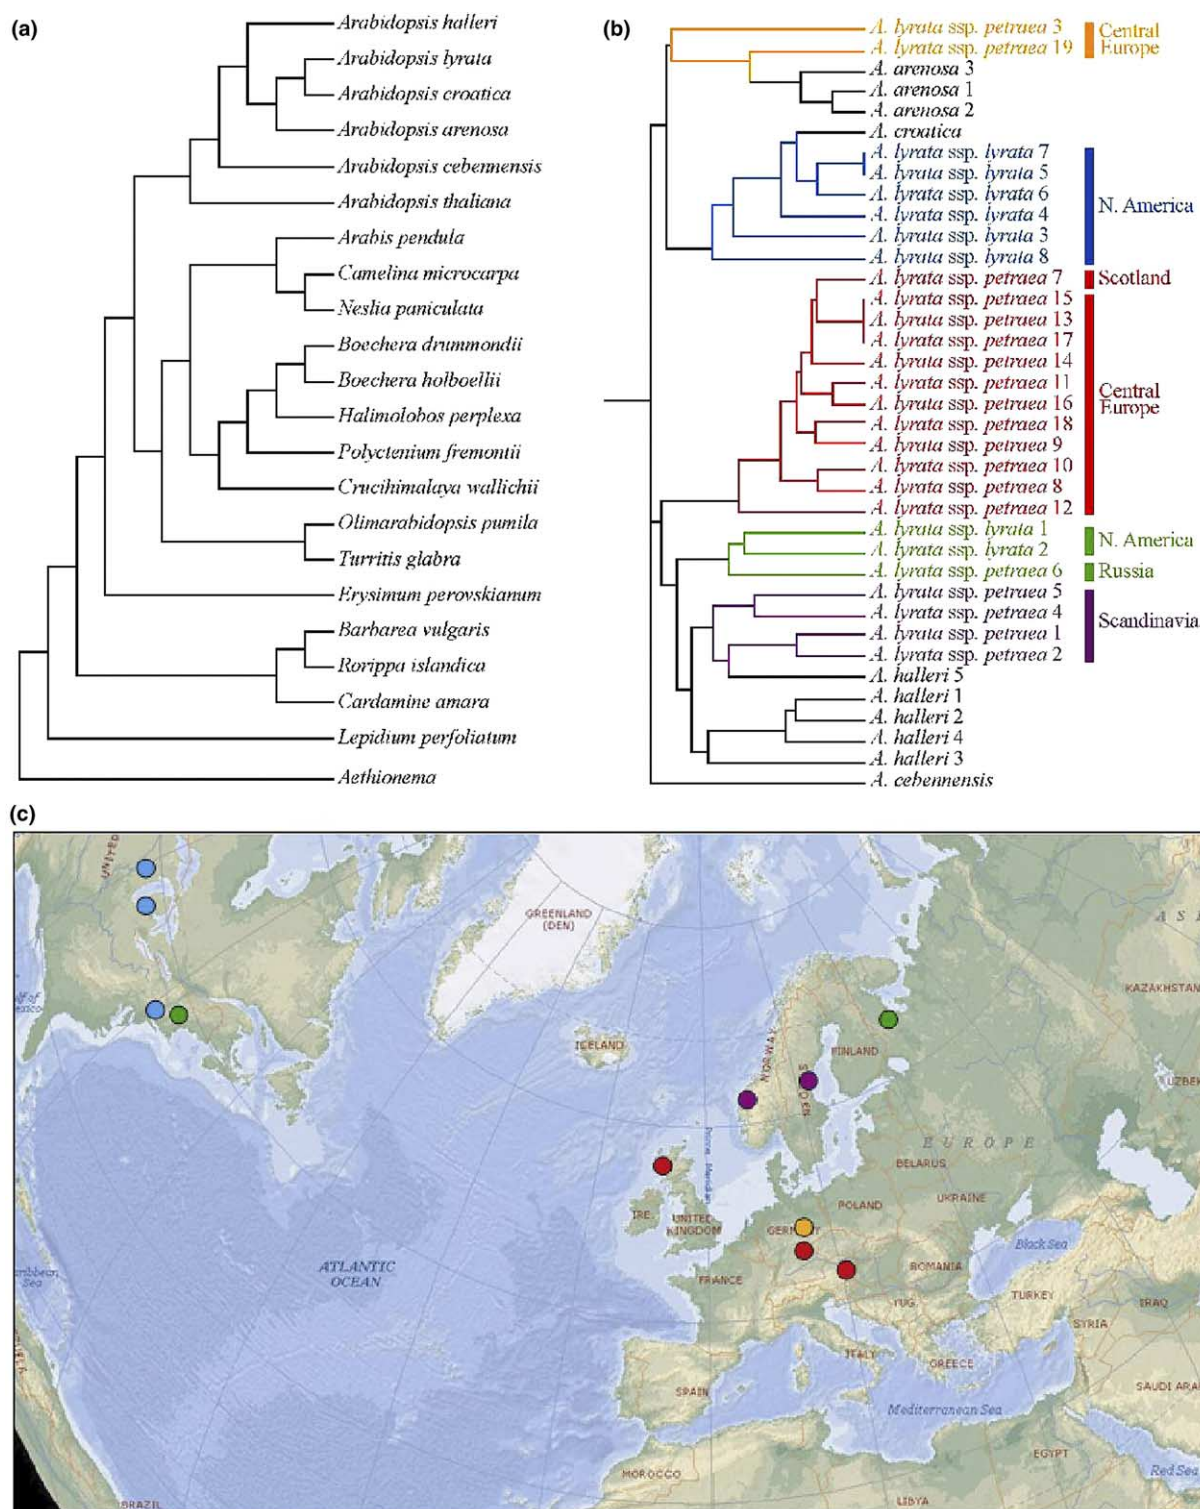 (a)
Arabidopsis halleri
Arabidopsis lyrata
Arabidopsis croatica
Arabidopsis arenosa
Arabidopsis cebennensis
Arabidopsis thaliana
Arabis pendula
Camelina microcarpa
Neslia paniculata
Boechera drummondii
Boechera holboellii
Halimolobos perplexa
Polyctenium fremontii
Crucihimalaya wallichii
Olimarabidopsis pumila
Turritis glabra
Erysimum perovskianum
Barbarea vulgaris
Rorippa islandica
Cardamine amara
Lepidium perfoliatum
Aethionema
(b)
A. lyrata ssp. petraea 3
A. lyrata ssp. petraea 19
A. arenosa 3
A. arenosa 1
A. arenosa 2
A. croatica
A. lyrata ssp. lyrata 7
A. lyrata ssp. lyrata 5
A. lyrata ssp. lyrata 6
A. lyrata ssp. lyrata 4
A. lyrata ssp. lyrata 3
A. lyrata ssp. lyrata 8
A. lyrata ssp. petraea 7
A. lyrata ssp. petraea 15
A. lyrata ssp. petraea 13
A. lyrata ssp. petraea 17
A. lyrata ssp. petraea 14
A. lyrata ssp. petraea 11
A. lyrata ssp. petraea 16
A. lyrata ssp. petraea 18
A. lyrata ssp. petraea 9
A. lyrata ssp. petraea 10
A. lyrata ssp. petraea 8
A. lyrata ssp. petraea 12
A. lyrata ssp. lyrata 1
A. lyrata ssp. lyrata 2
A. lyrata ssp. petraea 6
A. lyrata ssp. petraea 5
A. lyrata ssp. petraea 4
A. lyrata ssp. petraea 1
A. lyrata ssp. petraea 2
A. halleri 5
A. halleri 1
A. halleri 2
A. halleri 4
A. halleri 3
A. cebennensis
Central
Europe
N. America
Scotland
Central
Europe
N. America
Russia
Scandinavia
(c)
UNITED
GREENLAND
(DEN)
ICELAND
NORWAY
FINLAND
KAZAKHSTAN
EUROPE
BELARUS
UKRAINE
POLAND
Prime Meridian
IRE.
UNITED
KINGDOM
GERM Y
FRANCE
ROMANIA
Black Sea
YUG.
TURKEY
IRAQ
SYRIA
ITALY
GREECE
SPAIN
SAUDI ARA
Mediterranean Sea
EGYPT
Red Sea
MOROCCO
LIBYA
ATLANTIC
OCEAN
Sea
BRAZIL